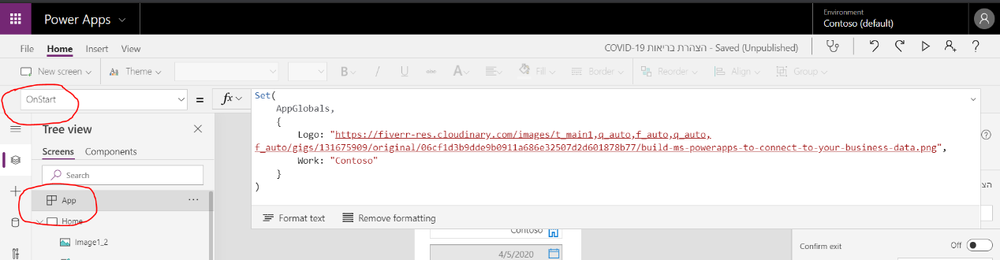 Power Apps
Environment
Contoso (default)
File Home Insert View
COVID-19 הצהרת בריאות - Saved (Unpublished)
New screen Theme B / U abc A Fill Border Reorder Align Group
OnStart = fx
Set(
AppGlobals,
{
Logo: "https://fiverr-res.cloudinary.com/images/t_main1,q_auto,f_auto,q_auto,
f_auto/gigs/131675909/original/06cf1d3b9dde9b0911a686e32507d2d601878b77/build-ms-powerapps-to-connect-to-your-business-data.png",
Work: "Contoso"
}
)
Format text Remove formatting
Tree view
Screens Components
Search
App
Home
Image1_2
Contoso
4/5/2020
Confirm exit Off